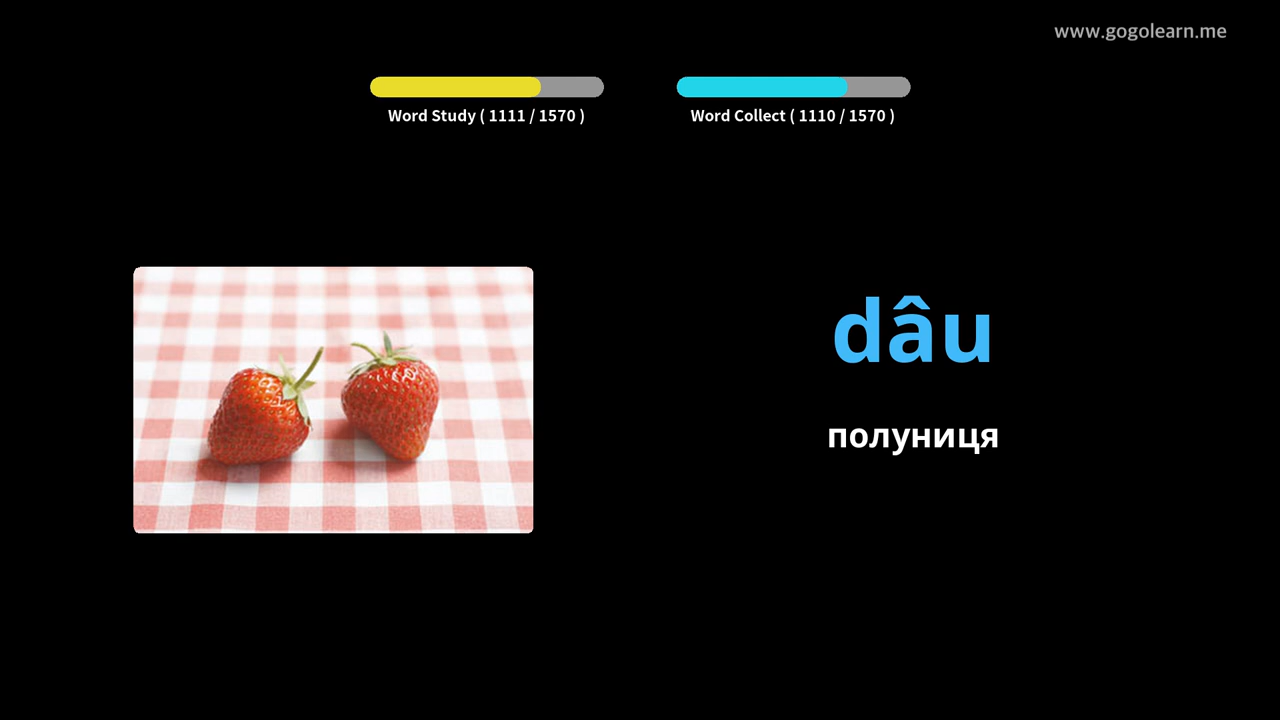 www.gogolearn.me
Word Study ( 1111 / 1570 )
Word Collect ( 1110 / 1570 )
dâu
полуниця